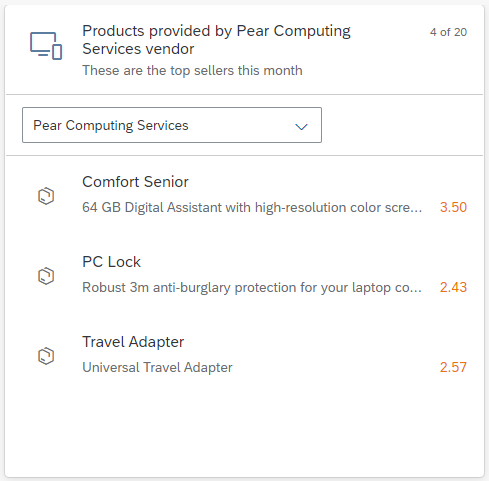 Products provided by Pear Computing
Services vendor
4 of 20
These are the top sellers this month
Pear Computing Services
Comfort Senior
64 GB Digital Assistant with high-resolution color scre... 3.50
PC Lock
Robust 3m anti-burglary protection for your laptop co... 2.43
Travel Adapter
Universal Travel Adapter 2.57